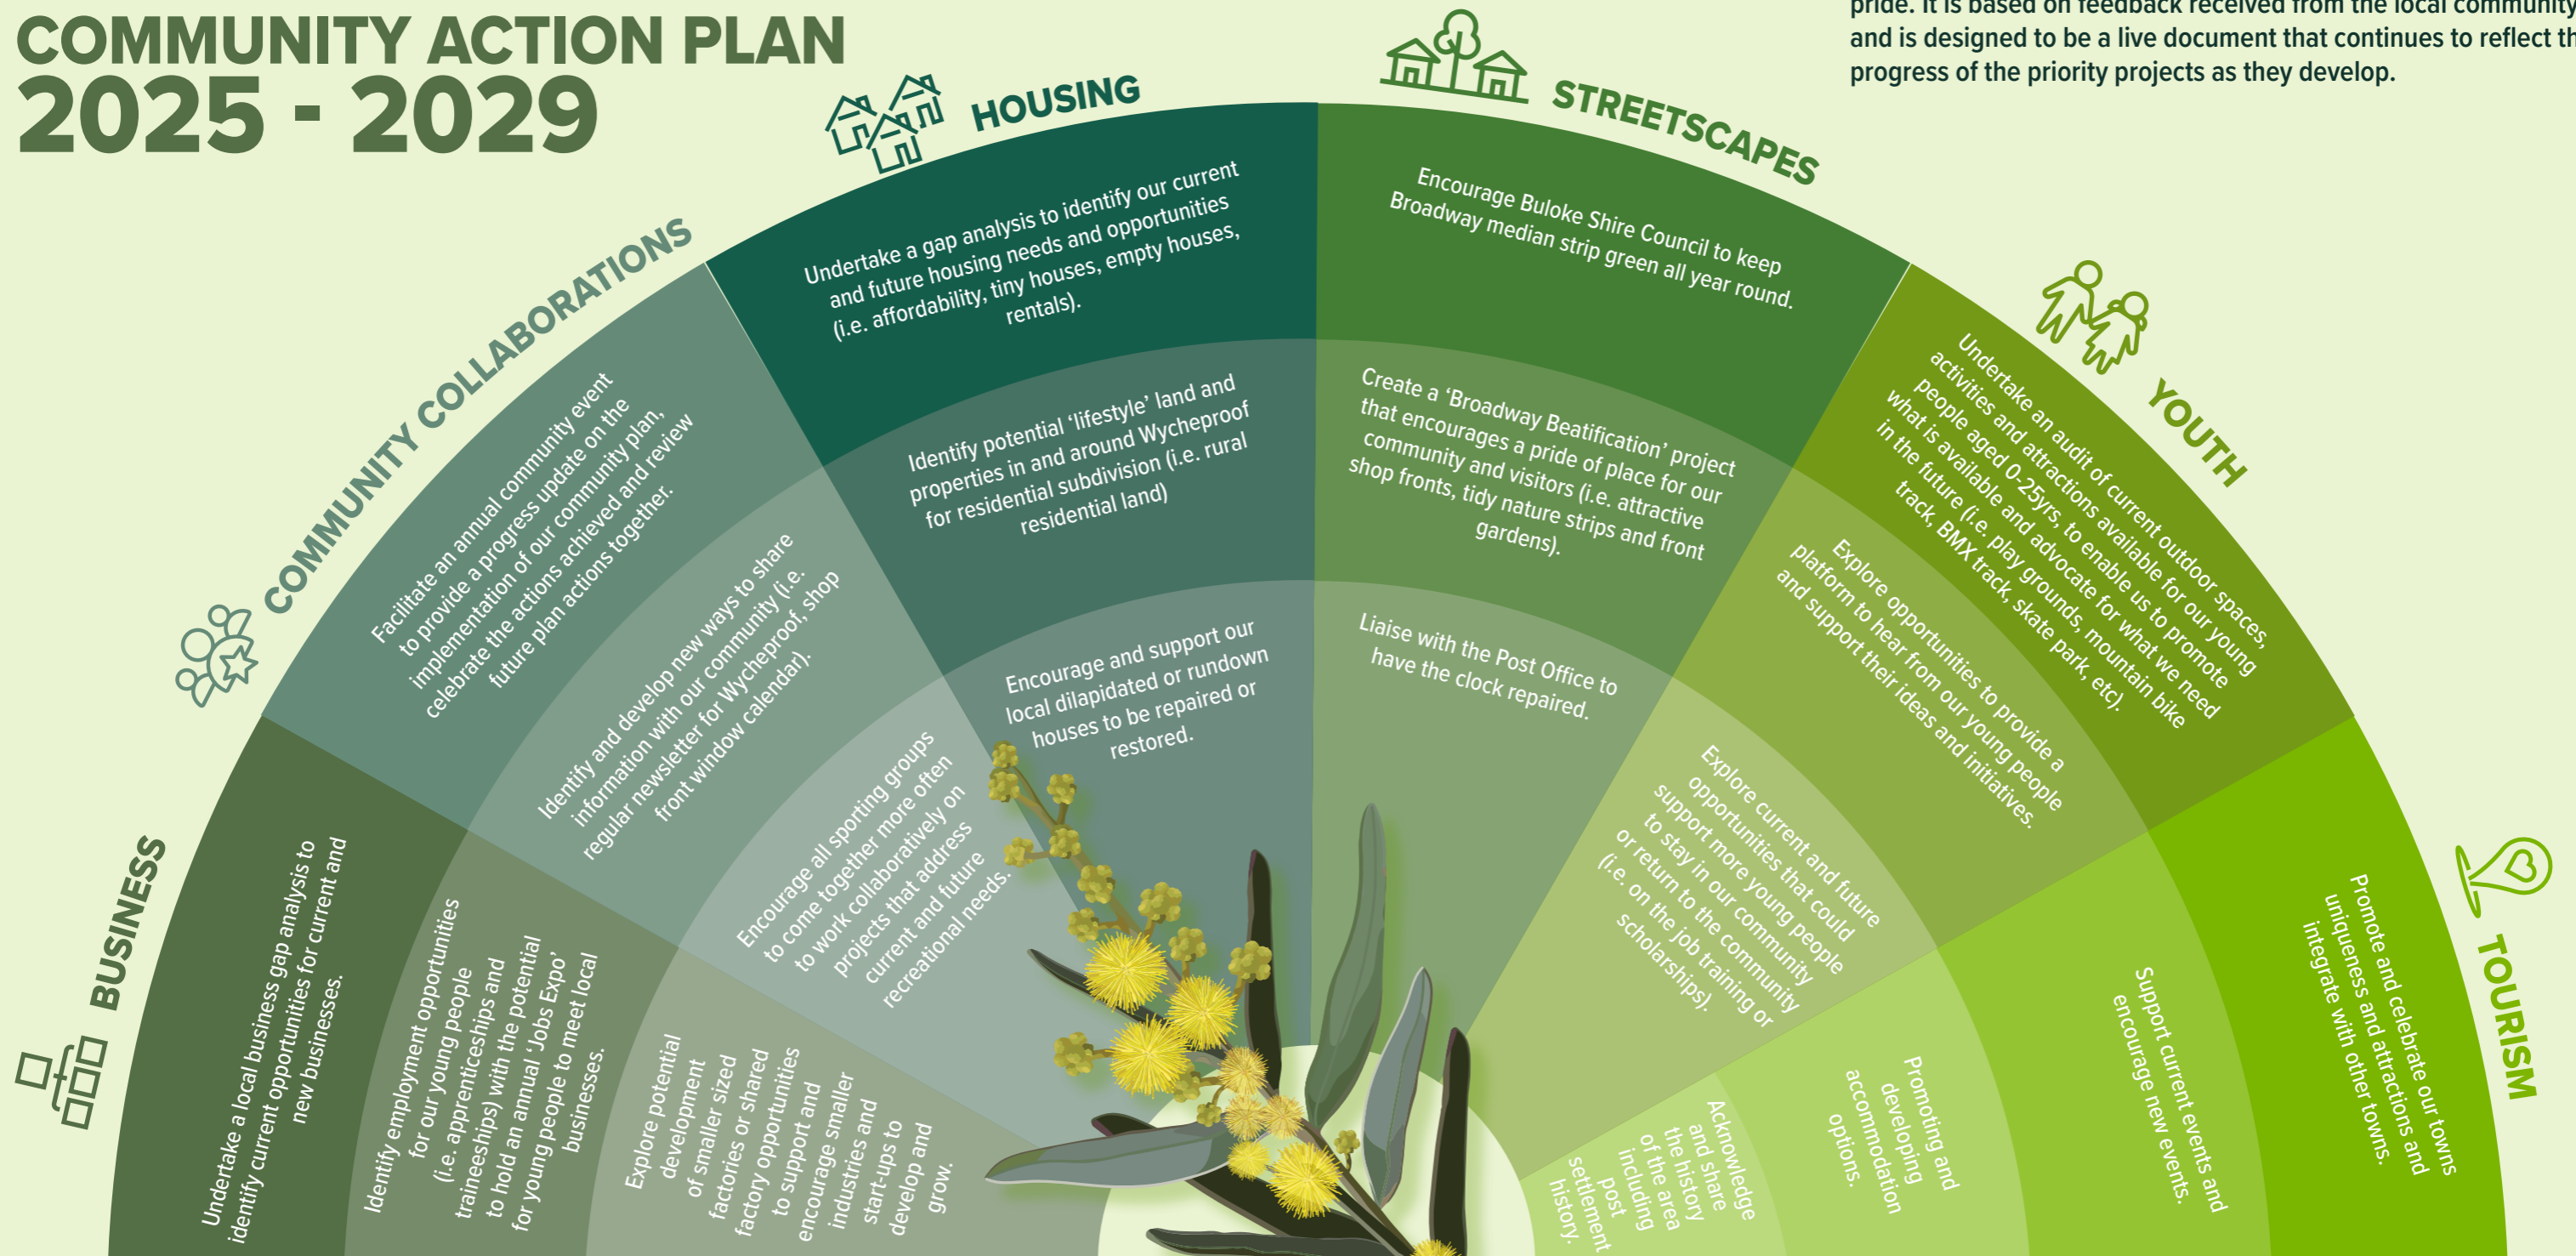 COMMUNITY ACTION PLAN
2025 - 2029
pride. It is based on feedback received from the local community
and is designed to be a live document that continues to reflect th
progress of the priority projects as they develop.
BUSINESS
Undertake a local business gap analysis to
identify current opportunities for current and
new businesses.
Identify employment opportunities
for our young people
(i.e. apprenticeships and
traineeships) with the potential
to hold an annual ‘Jobs Expo’
for young people to meet local
businesses.
Explore potential
development
of smaller sized
factories or shared
factory opportunities
to support and
encourage smaller
industries and
start-ups to
develop and
grow.
COMMUNITY COLLABORATIONS
Facilitate an annual community event
to provide a progress update on the
implementation of our community plan,
celebrate the actions achieved and review
future plan actions together.
Identify and develop new ways to share
information with our community (i.e.
regular newsletter for Wycheproof, shop
front window calendar).
Encourage all sporting groups
to come together more often
to work collaboratively on
projects that address
current and future
recreational needs.
HOUSING
Undertake a gap analysis to identify our current
and future housing needs and opportunities
(i.e. affordability, tiny houses, empty houses,
rentals).
Identify potential ‘lifestyle’ land and
properties in and around Wycheproof
for residential subdivision (i.e. rural
residential land)
Encourage and support our
local dilapidated or rundown
houses to be repaired or
restored.
STREETSCAPES
Encourage Buloke Shire Council to keep
Broadway median strip green all year round.
Create a ‘Broadway Beatification’ project
that encourages a pride of place for our
community and visitors (i.e. attractive
shop fronts, tidy nature strips and front
gardens).
Liaise with the Post Office to
have the clock repaired.
YOUTH
Undertake an audit of current outdoor spaces,
activities and attractions available for our young
people aged 0-25yrs, to enable us to promote
what is available and advocate for what we need
in the future (i.e. play grounds, mountain bike
track, BMX track, skate park, etc).
Explore opportunities to provide a
platform to hear from our young people
and support their ideas and initiatives.
Explore current and future
opportunities that could
support more young people
to stay in our community
or return to the community
(i.e. on the job training or
scholarships).
TOURISM
Promote and celebrate our towns
uniqueness and attractions and
integrate with other towns.
Support current events and
encourage new events.
Promoting and
developing
accommodation
options.
Acknowledge
and share
the history
of the area
including
post
settlement
history.